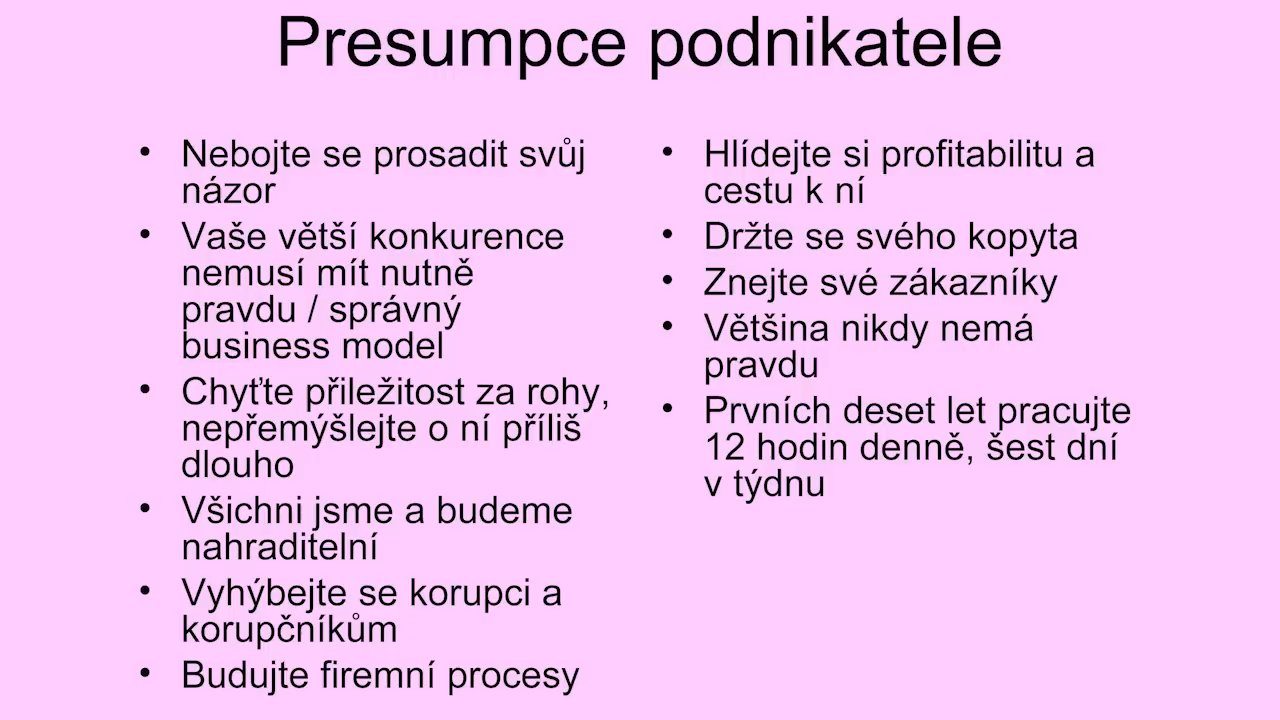 Presumpce podnikatele
• Nebojte se prosadit svůj
názor
• Vaše větší konkurence
nemusí mít nutně
pravdu / správný
business model
• Chyťte přiležitost za rohy,
nepřemýšlejte o ní příliš
dlouho
• Všichni jsme a budeme
nahraditelní
• Vyhýbejte se korupci a
korupčníkům
• Budujte firemní procesy
• Hlídejte si profitabilitu a
cestu k ní
• Držte se svého kopyta
• Znejte své zákazníky
• Většina nikdy nemá
pravdu
• Prvních deset let pracujte
12 hodin denně, šest dní
v týdnu